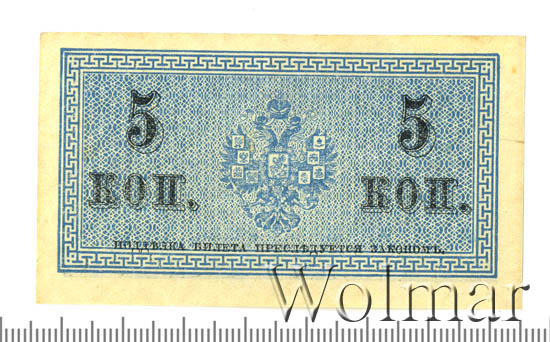 5 5
КОП. КОП.
ПОДДѢЛКА БИЛЕТА ПРЕСЛѢДУЕТСЯ ЗАКОНОМЪ.
Wolmar